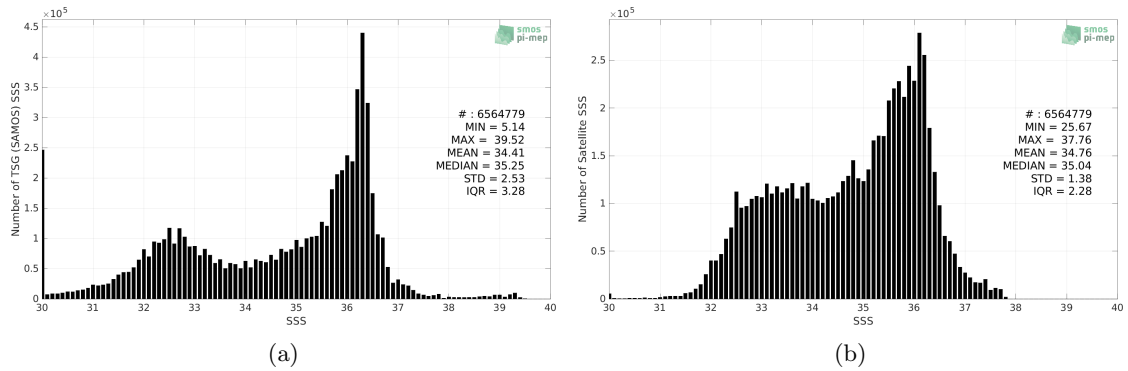 ×10⁵
4.5
4
3.5
3
2.5
2
1.5
1
0.5
0
Number of TSG (SAMOS) SSS
smos
pi-mep
# : 6564779
MIN = 5.14
MAX = 39.52
MEAN = 34.41
MEDIAN = 35.25
STD = 2.53
IQR = 3.28
30 31 32 33 34 35 36 37 38 39 40
SSS
(a)
×10⁵
2.5
2
1.5
1
0.5
0
Number of Satellite SSS
smos
pi-mep
# : 6564779
MIN = 25.67
MAX = 37.76
MEAN = 34.76
MEDIAN = 35.04
STD = 1.38
IQR = 2.28
30 31 32 33 34 35 36 37 38 39 40
SSS
(b)